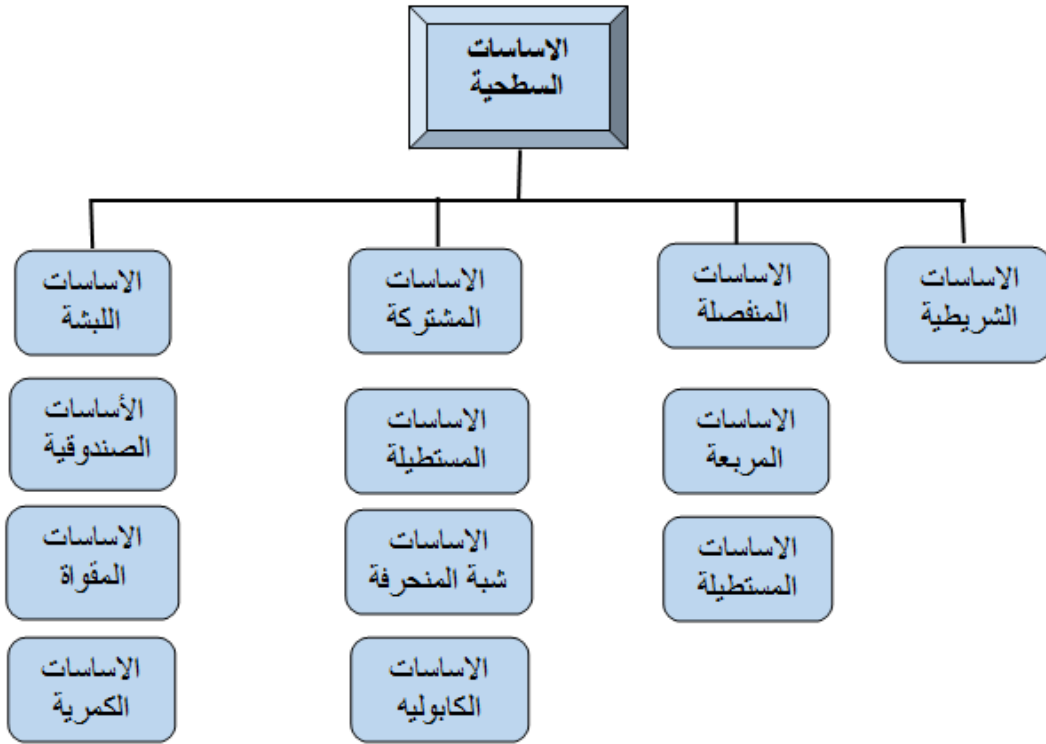 الاساسات
السطحية
الاساسات
الشريطية
الاساسات
المنفصلة
الاساسات
المشتركة
الاساسات
اللبشة
الاساسات
المربعة
الاساسات
المستطيلة
الأساسات
الصندوقية
الاساسات
المستطيلة
الاساسات
شبة المنحرفة
الاساسات
المقواة
الاساسات
الكابوليه
الاساسات
الكمرية